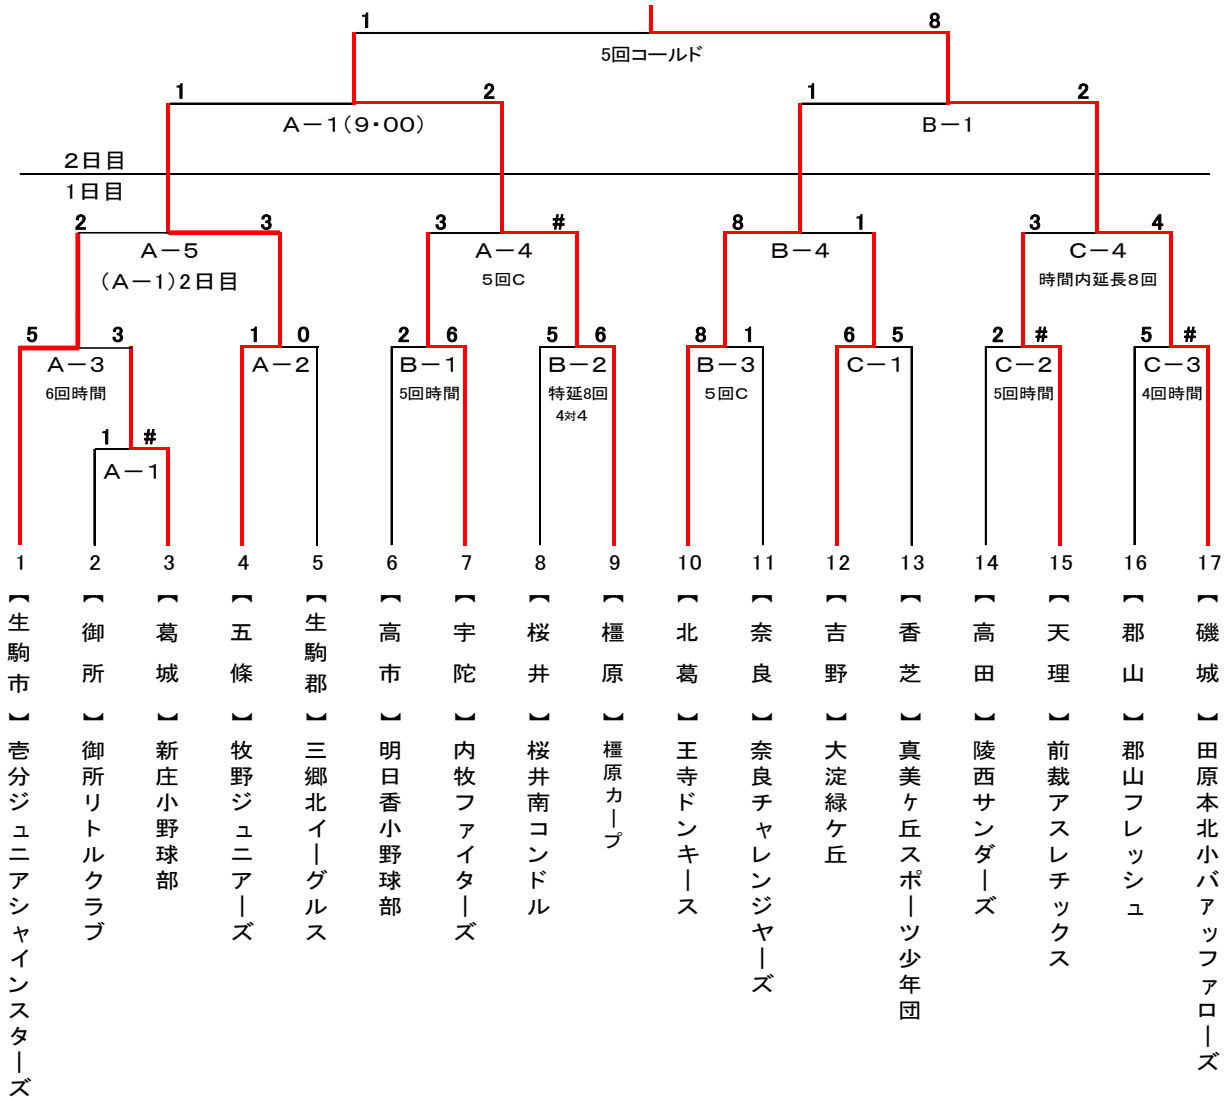 1 8
5回コールド
1 2 1 2
A-1(9・00) B-1
2日目
1日目
2 3 3 # 8 1 3 4
A-5 A-4 B-4 C-4
(A-1)2日目 5回C 時間内延長8回
5 3 1 0 2 6 5 6 8 1 6 5 2 # 5 #
A-3 A-2 B-1 B-2 B-3 C-1 C-2 C-3
6回時間 5回時間 特延8回 5回C 5回時間 4回時間
4対4
1 #
A-1
1 2 3 4 5 6 7 8 9 10 11 12 13 14 15 16 17
【生駒市】壱分ジュニアシャインスターズ
【御所】御所リトルクラブ
【葛城】新庄小野球部
【五條】牧野ジュニアーズ
【生駒郡】三郷北イーグルス
【高市】明日香小野球部
【宇陀】内牧ファイターズ
【桜井】桜井南コンドル
【橿原】橿原カープ
【北葛】王寺ドンキース
【奈良】奈良チャレンジヤーズ
【吉野】大淀緑ケ丘
【香芝】真美ヶ丘スポーツ少年団
【高田】陵西サンダーズ
【天理】前裁アスレチックス
【郡山】郡山フレッシュ
【磯城】田原本北小バァッファローズ